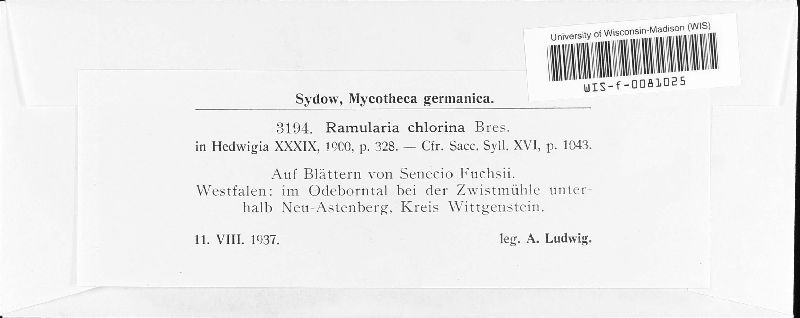 University of Wisconsin-Madison (WIS)
WIS-f-0081025
Sydow, Mycotheca germanica.
3194. Ramularia chlorina Bres.
in Hedwigia XXXIX, 1900, p. 328. — Cfr. Sacc. Syll. XVI, p. 1043.
Auf Blättern von Senecio Fuchsii.
Westfalen: im Odeborntal bei der Zwistmühle unter-
halb Neu-Astenberg, Kreis Wittgenstein.
11. VIII. 1937. leg. A. Ludwig.